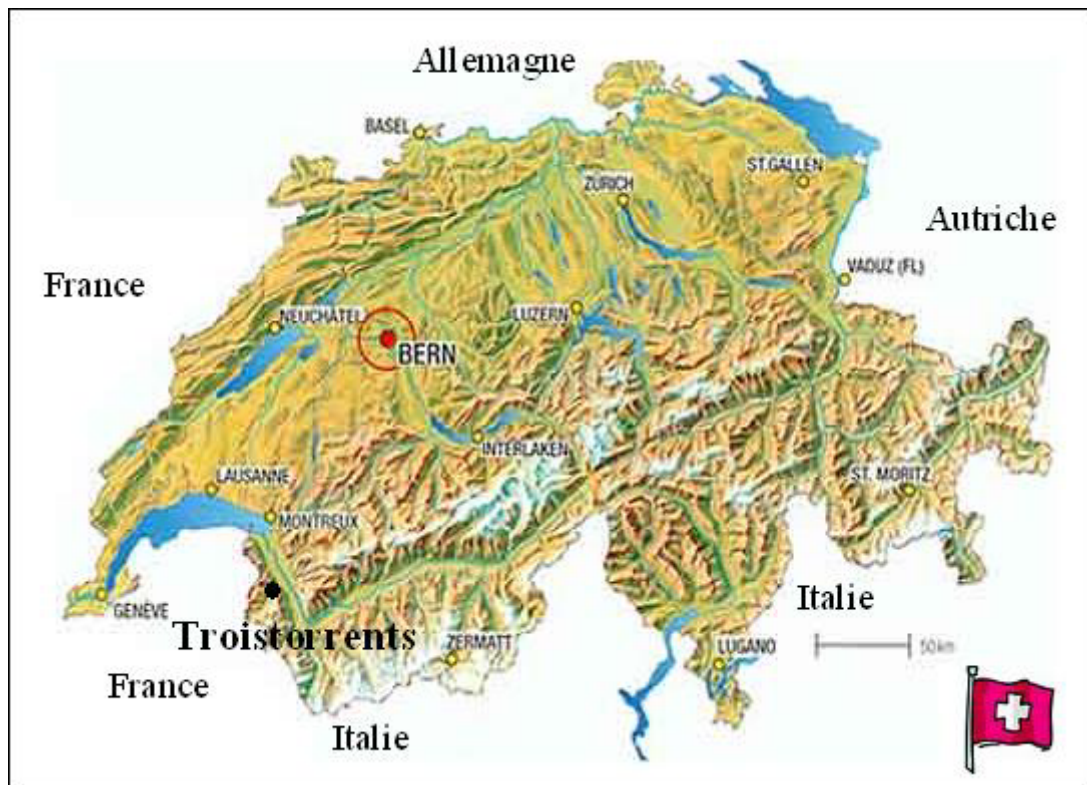 Allemagne
BASEL
ST.GALLEN
ZÜRICH
Autriche
VADUZ (FL)
France
NEUCHÂTEL
LUZERN
BERN
INTERLAKEN
LAUSANNE
ST. MORITZ
MONTREUX
GENÈVE
Italie
Troistorrents
ZERMATT
LUGANO
50km
France
Italie